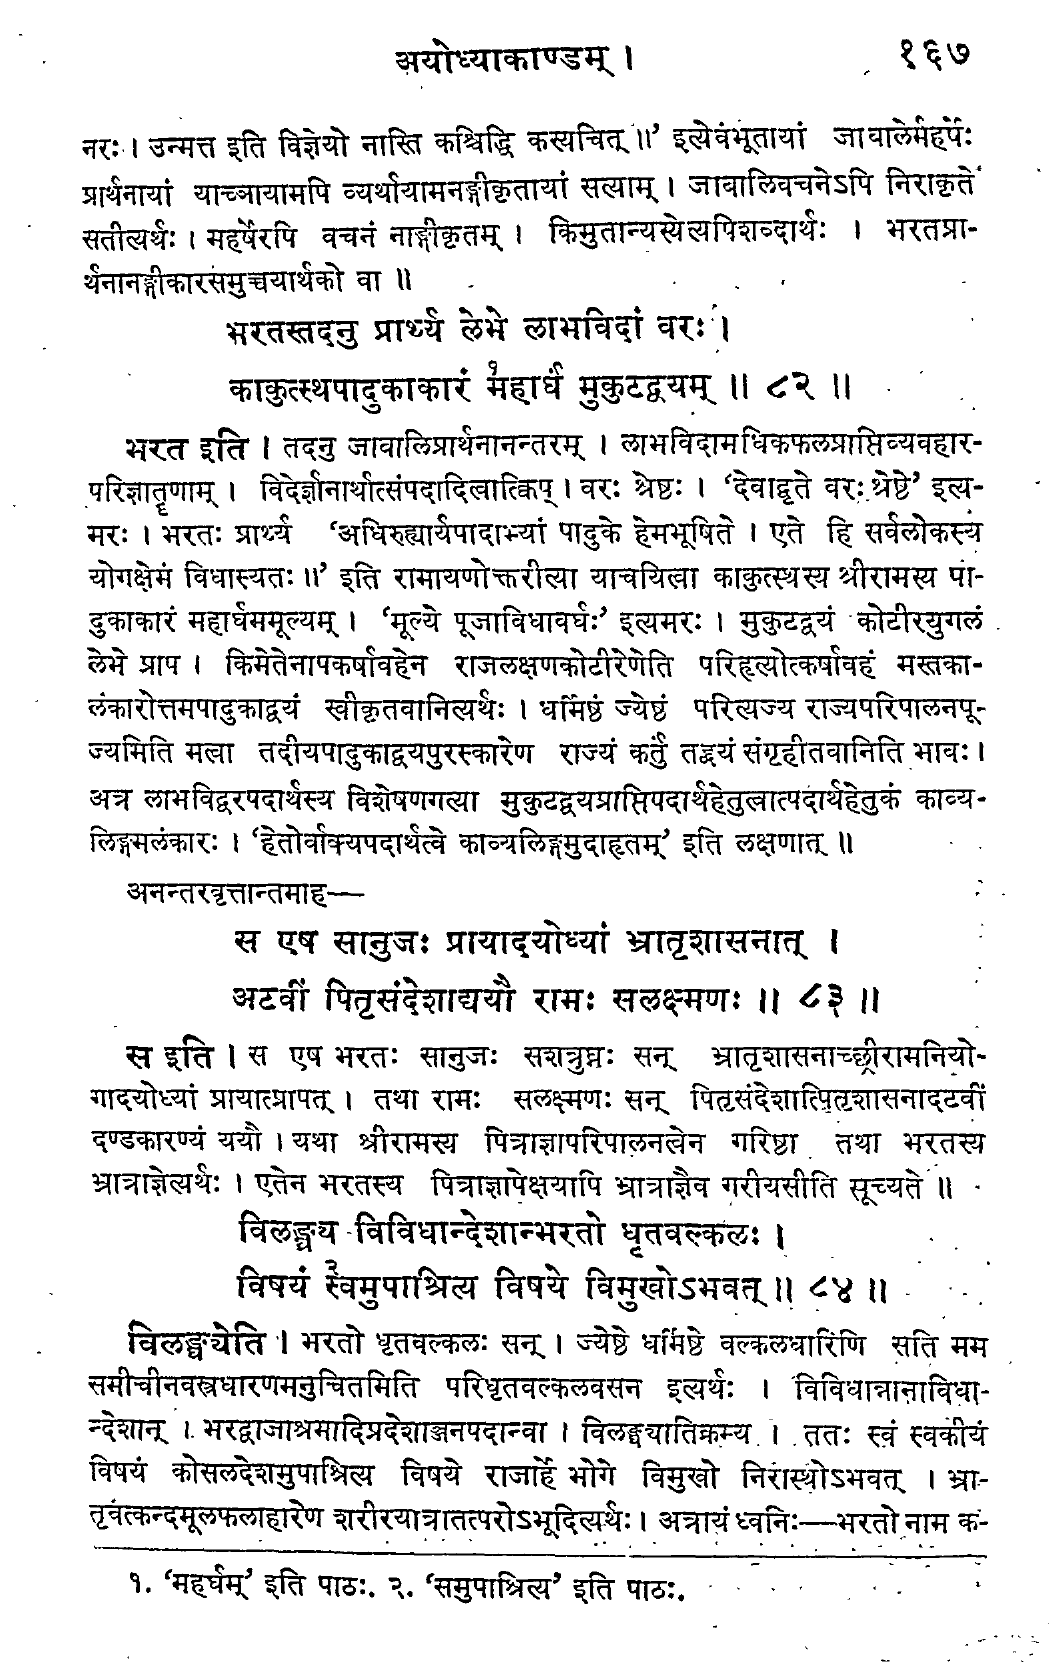 अयोध्याकाण्डम् । १६७
नरः । उन्मत्त इति विज्ञेयो नास्ति कश्चिद्धि कस्यचित् ॥’ इत्येवंभूतायां जाबालेर्महर्षेः
प्रार्थनायां याच्ञायामपि व्यर्थायामनङ्गीकृतायां सत्याम् । जाबालिवचनेऽपि निराकृते
सतीत्यर्थः । महर्षेरपि वचनं नाङ्गीकृतम् । किमुतान्यस्येत्यपिशब्दार्थः । भरतप्रा-
र्थनानङ्गीकारसमुच्चयार्थको वा ॥
भरतस्तदनु प्रार्थ्य लेभे लाभविदां वरः ।
काकुत्स्थपादुकाकारं १महार्घं मुकुटद्वयम् ॥ ८२ ॥
भरत इति । तदनु जाबालिप्रार्थनानन्तरम् । लाभविदामधिकफलप्राप्तिव्यवहार-
परिज्ञातॄणाम् । विदेर्ज्ञानार्थात्संपदादित्वात्क्विप् । वरः श्रेष्ठः । ‘देवाद्वृते वरः श्रेष्ठे’ इत्य-
मरः । भरतः प्रार्थ्य ‘अधिरुह्यार्यपादाभ्यां पादुके हेमभूषिते । एते हि सर्वलोकस्य
योगक्षेमं विधास्यतः ॥’ इति रामायणोक्तरीत्या याचयित्वा काकुत्स्थस्य श्रीरामस्य पा-
दुकाकारं महार्घममूल्यम् । ‘मूल्ये पूजाविधावर्घः’ इत्यमरः । मुकुटद्वयं कोटीरयुगलं
लेभे प्राप । किमेतेनापकर्षावहेन राजलक्षणकोटीरेणेति परिहृत्योत्कर्षावहं मस्तका-
लंकारोत्तमपादुकाद्वयं स्वीकृतवानित्यर्थः । धर्मिष्ठं ज्येष्ठं परित्यज्य राज्यपरिपालनपू-
ज्यमिति मत्वा तदीयपादुकाद्वयपुरस्कारेण राज्यं कर्तुं तद्वयं संगृहीतवानिति भावः ।
अत्र लाभविद्वरपदार्थस्य विशेषणगत्या मुकुटद्वयप्राप्तिपदार्थहेतुत्वात्पदार्थहेतुकं काव्य-
लिङ्गमलंकारः । ‘हेतोर्वाक्यपदार्थत्वे काव्यलिङ्गमुदाहृतम्’ इति लक्षणात् ॥
अनन्तरवृत्तान्तमाह—
स एष सानुजः प्रायादयोध्यां भ्रातृशासनात् ।
अटवीं पितृसंदेशाद्ययौ रामः सलक्ष्मणः ॥ ८३ ॥
स इति । स एष भरतः सानुजः सशत्रुघ्नः सन् भ्रातृशासनाच्छ्रीरामनियो-
गादयोध्यां प्रायात्प्रापत् । तथा रामः सलक्ष्मणः सन् पितृसंदेशात्पितृशासनादटवीं
दण्डकारण्यं ययौ । यथा श्रीरामस्य पित्राज्ञापरिपालनत्वेन गरिष्ठा तथा भरतस्य
भ्रात्राज्ञेत्यर्थः । एतेन भरतस्य पित्राज्ञापेक्षयापि भ्रात्राज्ञैव गरीयसीति सूच्यते ॥
विलङ्घ्य विविधान्देशान्भरतो धृतवल्कलः ।
विषयं स्वै२मुपाश्रित्य विषये विमुखोऽभवत् ॥ ८४ ॥
विलङ्घ्येति । भरतो धृतवल्कलः सन् । ज्येष्ठे धर्मिष्ठे वल्कलधारिणि सति मम
समीचीनवस्त्रधारणमनुचितमिति परिधृतवल्कलवसन इत्यर्थः । विविधान्नानाविधा-
न्देशान् । भरद्वाजाश्रमादिप्रदेशाञ्जनपदान्वा । विलङ्घ्यातिक्रम्य । ततः स्वं स्वकीयं
विषयं कोसलदेशमुपाश्रित्य विषये राजार्हे भोगे विमुखो निरास्थोऽभवत् । भ्रा-
तृवत्कन्दमूलफलाहारेण शरीरयात्रातत्परोऽभूदित्यर्थः । अत्रायं ध्वनिः—भरतो नाम क-
१. ‘महर्घम्’ इति पाठः. २. ‘समुपाश्रित्य’ इति पाठः.